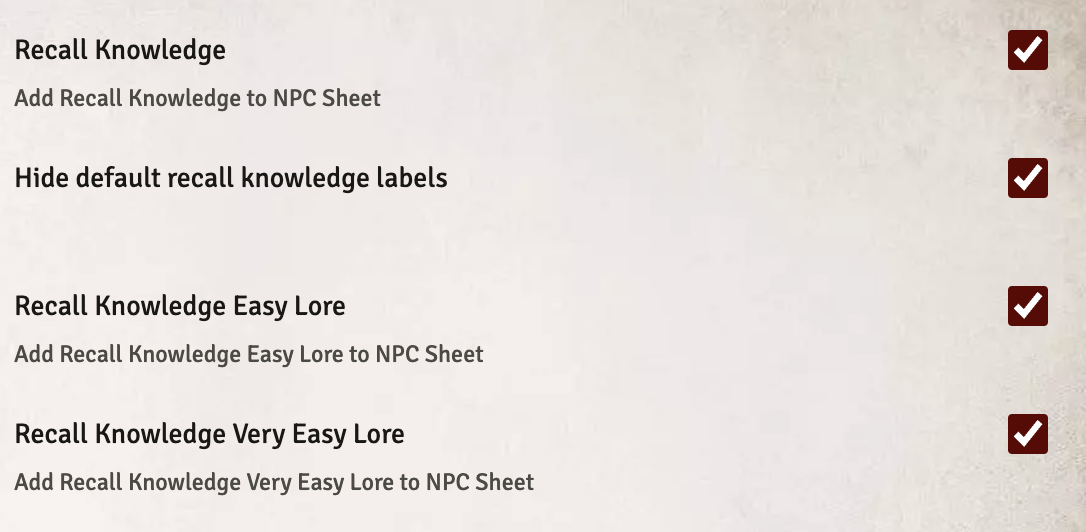 Recall Knowledge
Add Recall Knowledge to NPC Sheet
Hide default recall knowledge labels
Recall Knowledge Easy Lore
Add Recall Knowledge Easy Lore to NPC Sheet
Recall Knowledge Very Easy Lore
Add Recall Knowledge Very Easy Lore to NPC Sheet